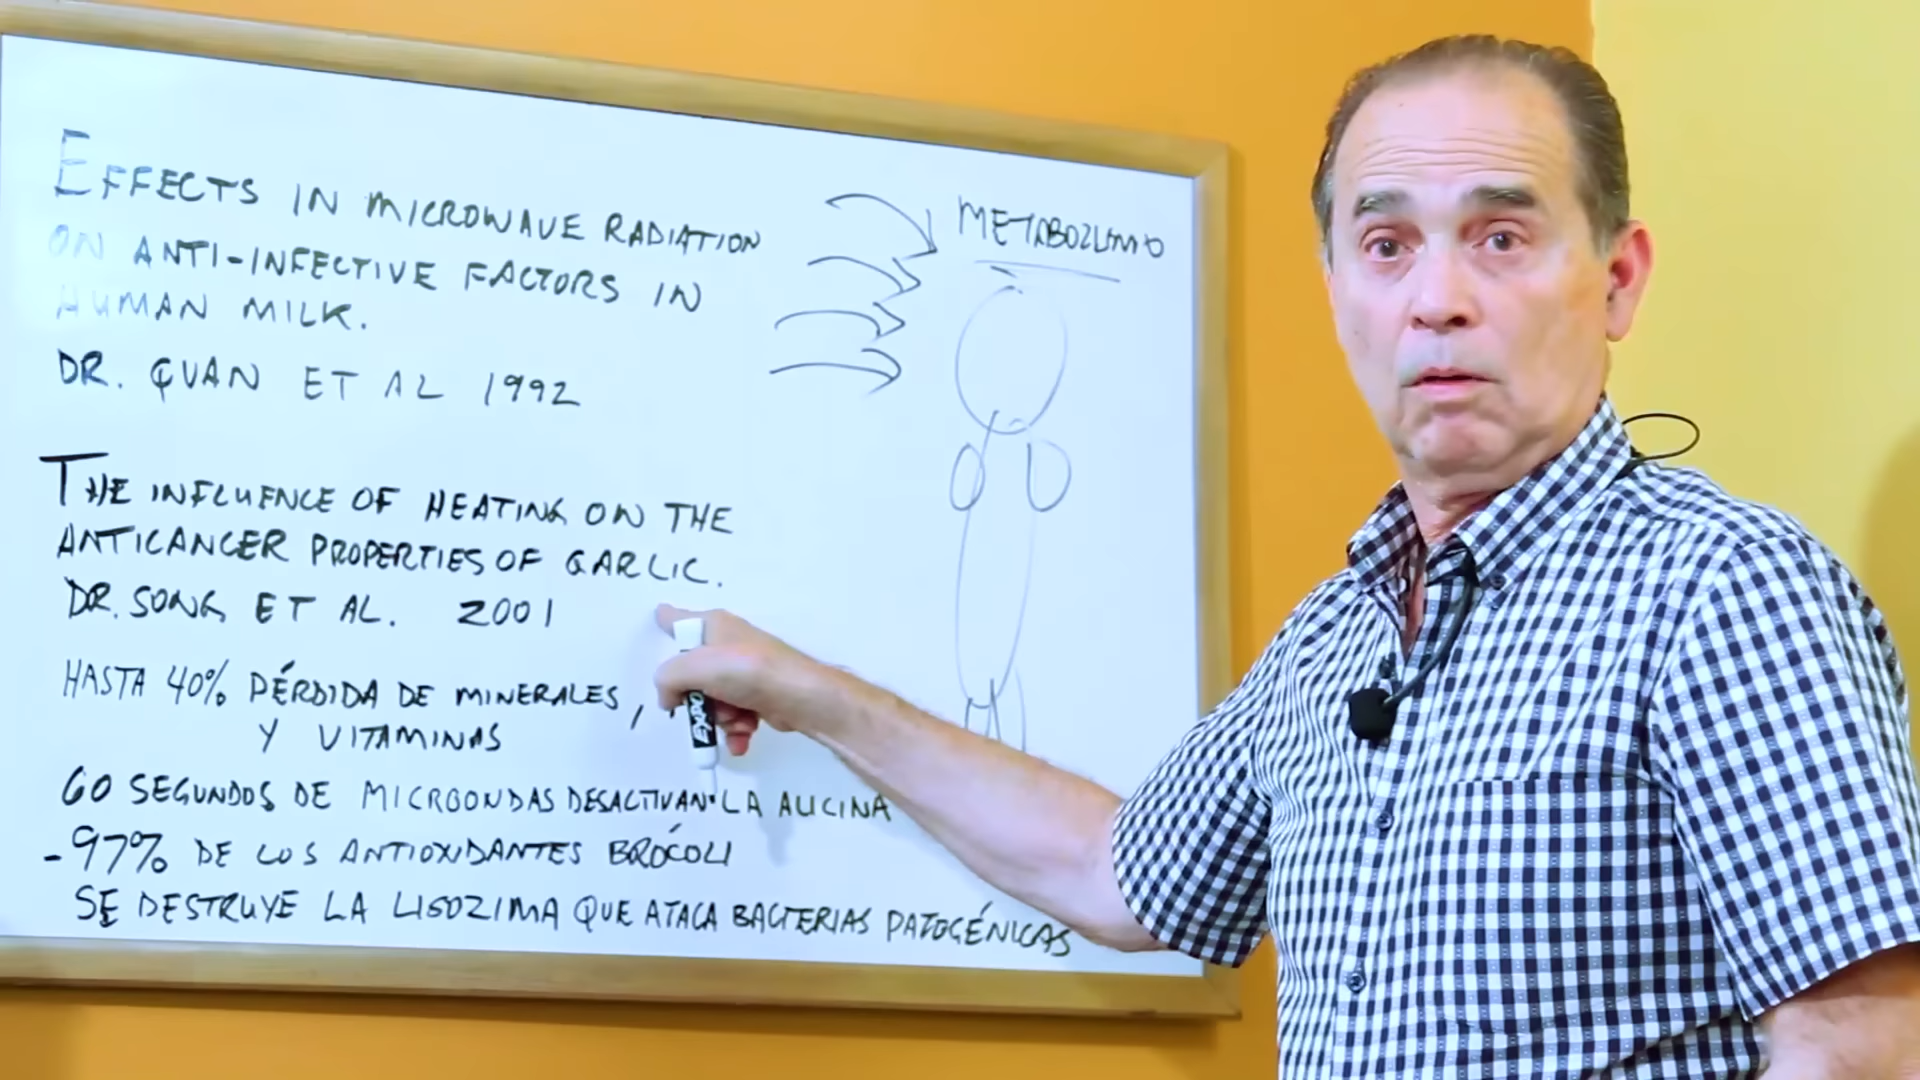 EFFECTS IN MICROWAVE RADIATION
ON ANTI-INFECTIVE FACTORS IN
HUMAN MILK.
DR. QUAN ET AL 1992
METABOLISMO
THE INFLUENCE OF HEATING ON THE
ANTICANCER PROPERTIES OF GARLIC.
DR. SONG ET AL. 2001
HASTA 40% PÉRDIDA DE MINERALES,
Y VITAMINAS
60 SEGUNDOS DE MICROONDAS DESACTIVAN LA ALICINA
-97% DE LOS ANTIOXIDANTES BRÓCOLI
SE DESTRUYE LA LISOZIMA QUE ATACA BACTERIAS PATOGÉNICAS
EXPO